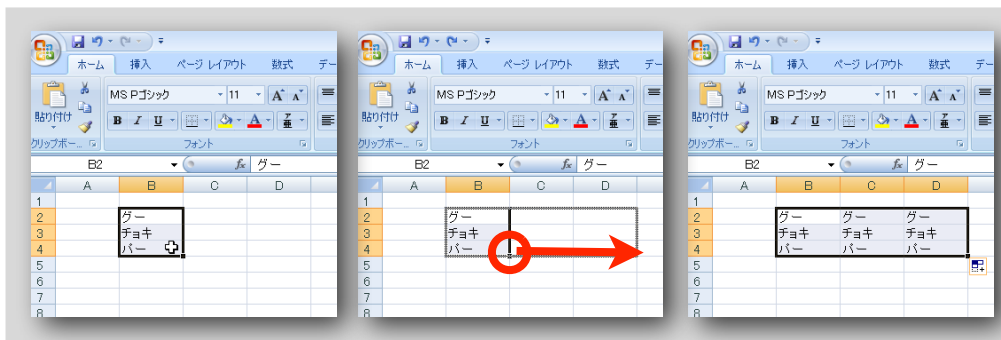 ホーム 挿入 ページ レイアウト 数式 デー
MS Pゴシック 11 A A
貼り付け B I U A
クリップボー... フォント
B2 fx グー
A B C D
1
2 グー
3 チョキ
4 パー
5
6
7
8
ホーム 挿入 ページ レイアウト 数式 デー
MS Pゴシック 11 A A
貼り付け B I U A
クリップボー... フォント
B2 fx グー
A B C D
1
2 グー
3 チョキ
4 パー
5
6
7
8
ホーム 挿入 ページ レイアウト 数式 デー
MS Pゴシック 11 A A
貼り付け B I U A
クリップボー... フォント
B2 fx グー
A B C D
1
2 グー グー グー
3 チョキ チョキ チョキ
4 パー パー パー
5
6
7
8